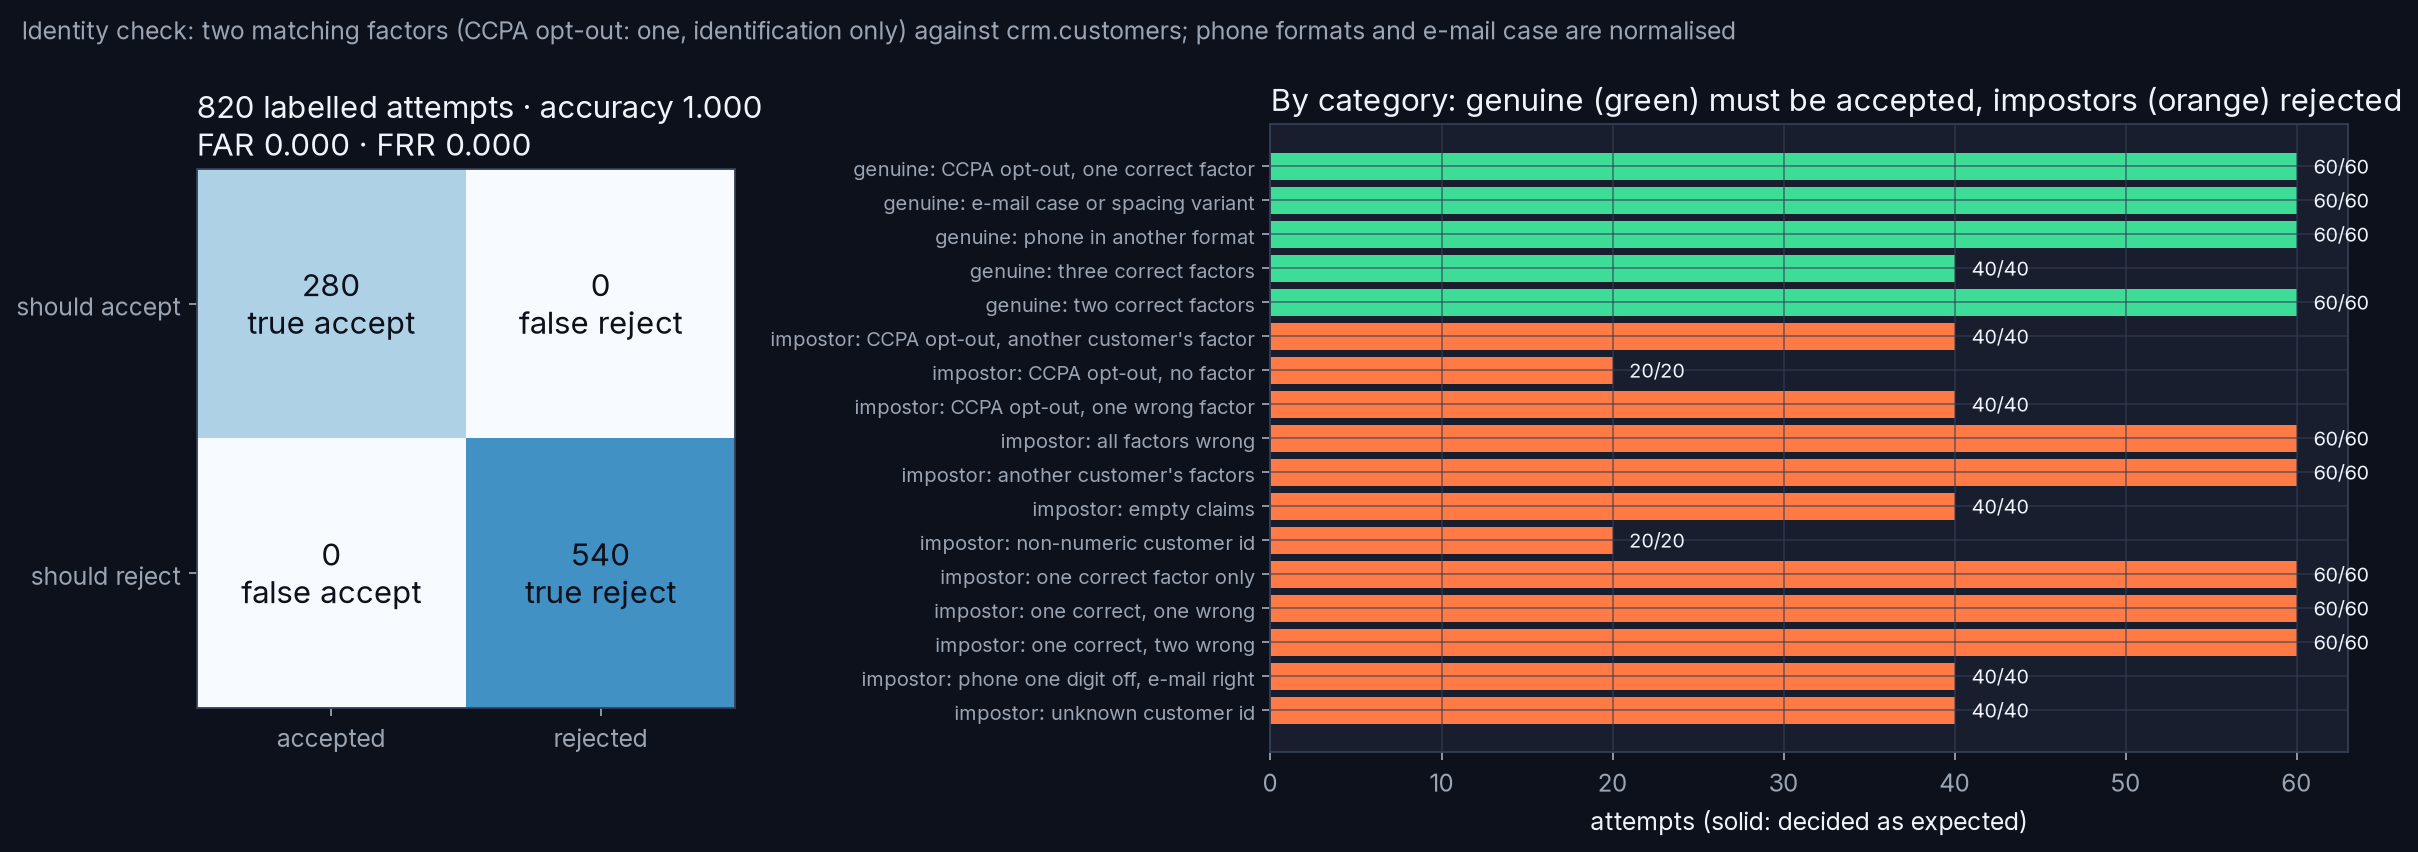 Identity check: two matching factors (CCPA opt-out: one, identification only) against crm.customers; phone formats and e-mail case are normalised
820 labelled attempts · accuracy 1.000
FAR 0.000 · FRR 0.000
should accept
280
true accept
0
false reject
should reject
0
false accept
540
true reject
accepted
rejected
By category: genuine (green) must be accepted, impostors (orange) rejected
genuine: CCPA opt-out, one correct factor 60/60
genuine: e-mail case or spacing variant 60/60
genuine: phone in another format 60/60
genuine: three correct factors 40/40
genuine: two correct factors 60/60
impostor: CCPA opt-out, another customer's factor 40/40
impostor: CCPA opt-out, no factor 20/20
impostor: CCPA opt-out, one wrong factor 40/40
impostor: all factors wrong 60/60
impostor: another customer's factors 60/60
impostor: empty claims 40/40
impostor: non-numeric customer id 20/20
impostor: one correct factor only 60/60
impostor: one correct, one wrong 60/60
impostor: one correct, two wrong 60/60
impostor: phone one digit off, e-mail right 40/40
impostor: unknown customer id 40/40
0 10 20 30 40 50 60
attempts (solid: decided as expected)